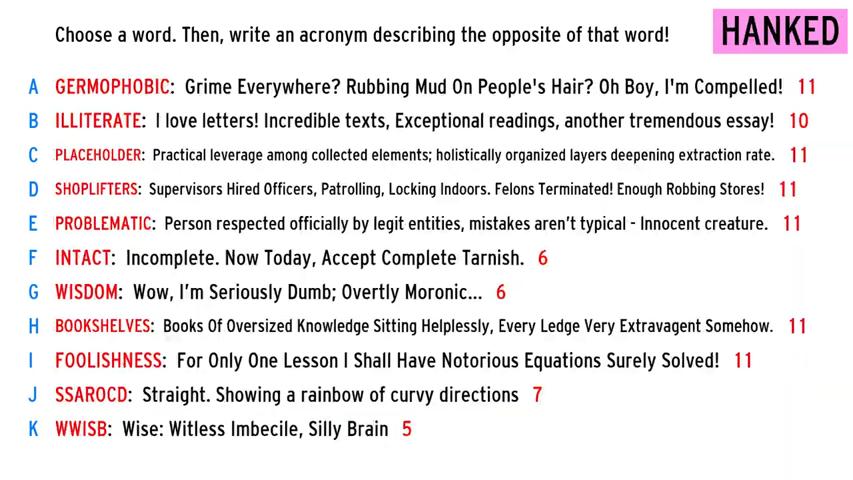 Choose a word. Then, write an acronym describing the opposite of that word! HANKED
A GERMOPHOBIC: Grime Everywhere? Rubbing Mud On People's Hair? Oh Boy, I'm Compelled! 11
B ILLITERATE: I love letters! Incredible texts, Exceptional readings, another tremendous essay! 10
C PLACEHOLDER: Practical leverage among collected elements; holistically organized layers deepening extraction rate. 11
D SHOPLIFTERS: Supervisors Hired Officers, Patrolling, Locking Indoors. Felons Terminated! Enough Robbing Stores! 11
E PROBLEMATIC: Person respected officially by legit entities, mistakes aren't typical - Innocent creature. 11
F INTACT: Incomplete. Now Today, Accept Complete Tarnish. 6
G WISDOM: Wow, I'm Seriously Dumb; Overtly Moronic... 6
H BOOKSHELVES: Books Of Oversized Knowledge Sitting Helplessly, Every Ledge Very Extravagent Somehow. 11
I FOOLISHNESS: For Only One Lesson I Shall Have Notorious Equations Surely Solved! 11
J SSAROCD: Straight. Showing a rainbow of curvy directions 7
K WWISB: Wise: Witless Imbecile, Silly Brain 5